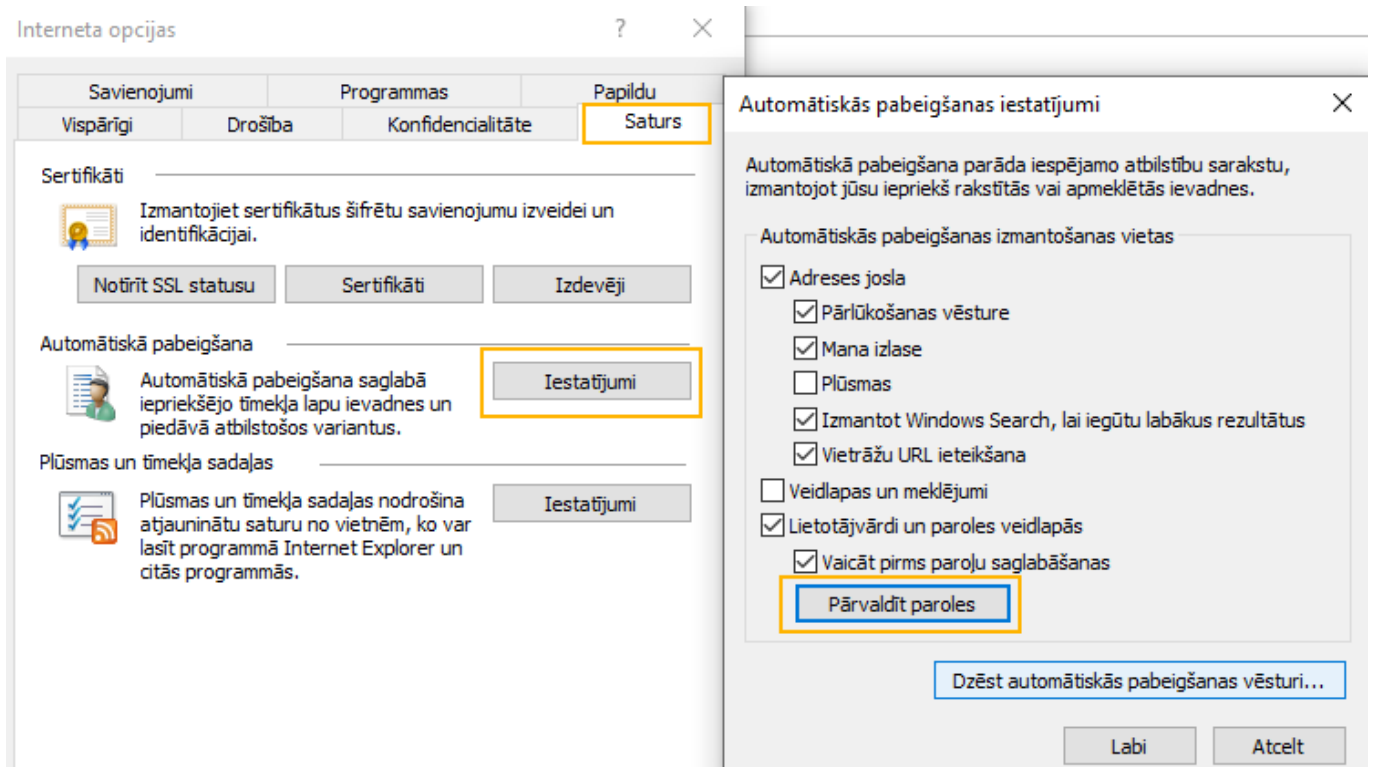 Interneta opcijas
?
Savienojumi
Programmas
Papildu
Vispārīgi
Drošība
Konfidencialitāte
Saturs
Sertifikāti
Izmantojiet sertifikātus šifrētu savienojumu izveidei un
identifikācijai.
Notīrīt SSL statusu
Sertifikāti
Izdevēji
Automātiskā pabeigšana
Automātiskā pabeigšana saglabā
iepriekšējo tīmekļa lapu ievadnes un
piedāvā atbilstošos variantus.
Iestatījumi
Plūsmas un tīmekļa sadaļas
Plūsmas un tīmekļa sadaļas nodrošina
atjauninātu saturu no vietnēm, ko var
lasīt programmā Internet Explorer un
citās programmās.
Iestatījumi
Automātiskās pabeigšanas iestatījumi
Automātiskā pabeigšana parāda iespējamo atbilstību sarakstu,
izmantojot jūsu iepriekš rakstītās vai apmeklētās ievadnes.
Automātiskās pabeigšanas izmantošanas vietas
Adreses josla
Pārlūkošanas vēsture
Mana izlase
Plūsmas
Izmantot Windows Search, lai iegūtu labākus rezultātus
Vietrāžu URL ieteikšana
Veidlapas un meklējumi
Lietotājvārdi un paroles veidlapās
Vaicāt pirms paroļu saglabāšanas
Pārvaldīt paroles
Dzēst automātiskās pabeigšanas vēsturi...
Labi
Atcelt